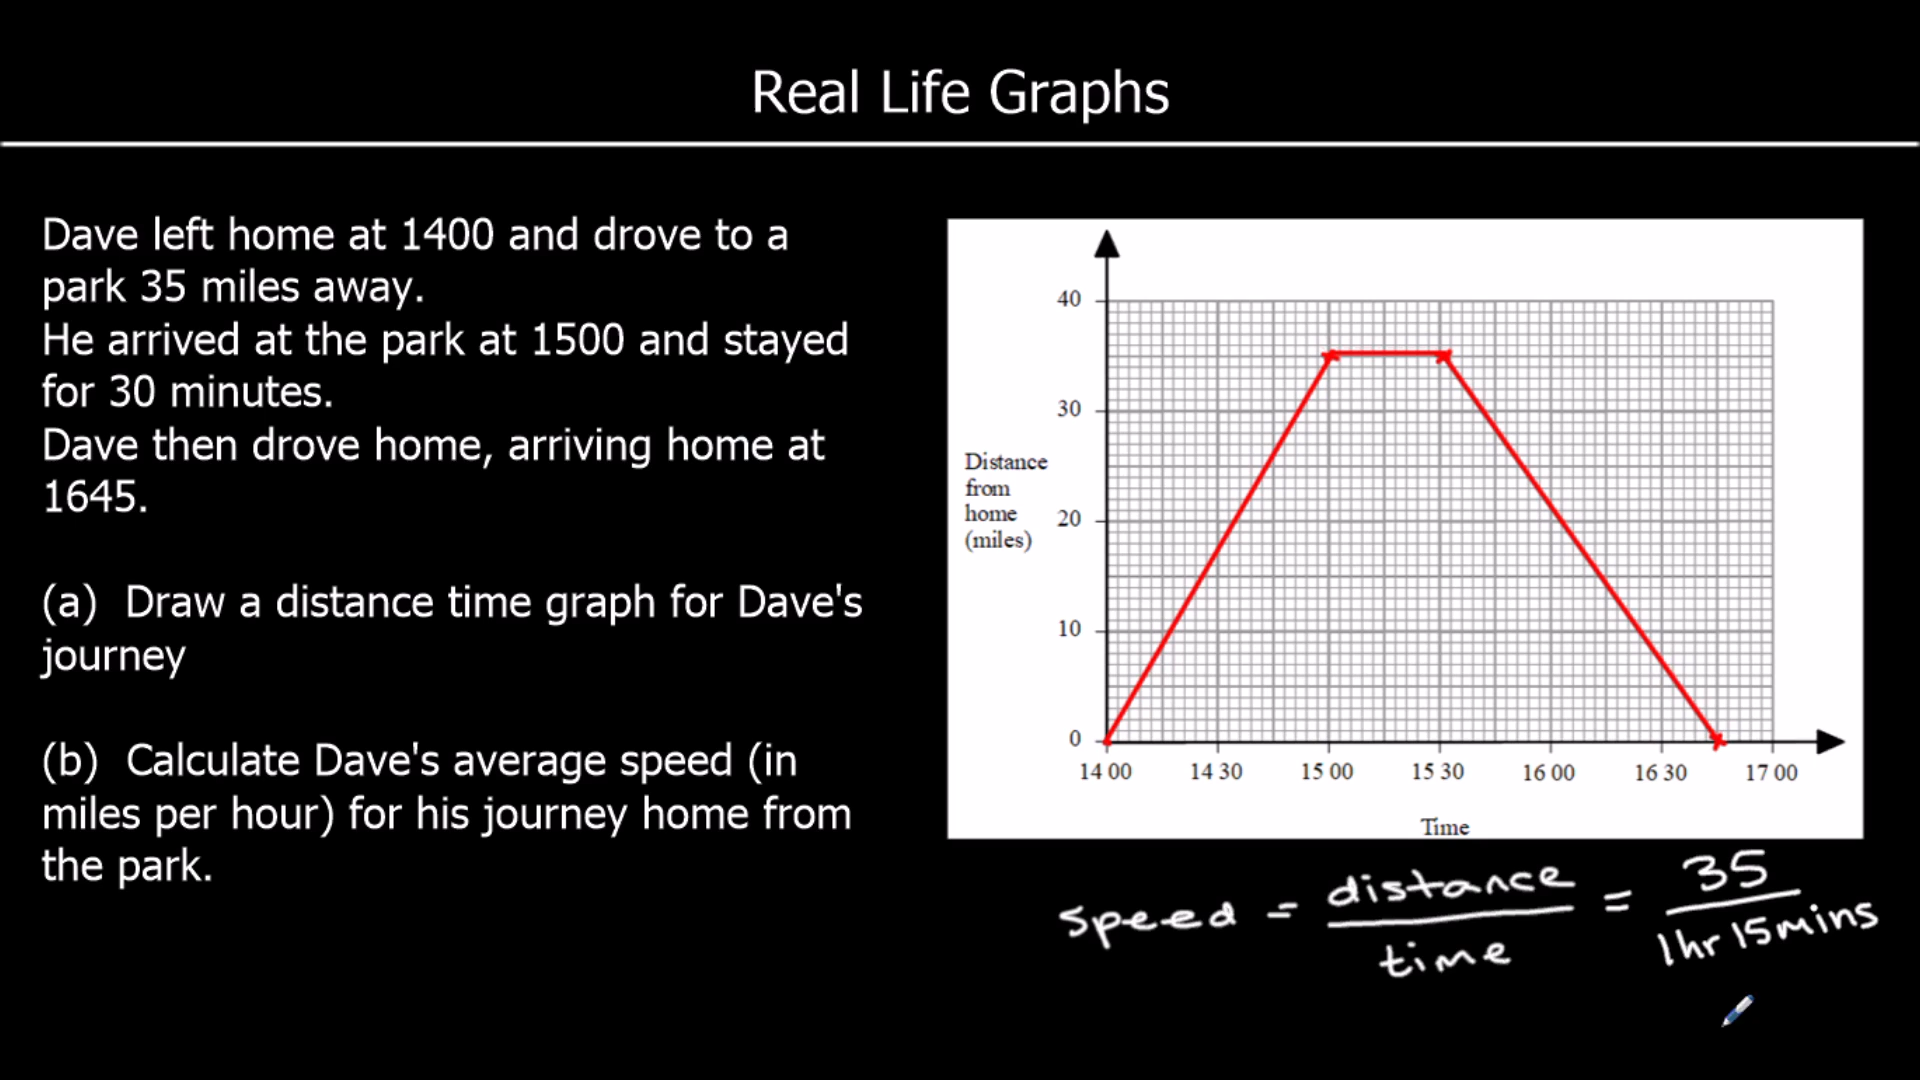 Real Life Graphs
Dave left home at 1400 and drove to a
park 35 miles away.
He arrived at the park at 1500 and stayed
for 30 minutes.
Dave then drove home, arriving home at
1645.
(a) Draw a distance time graph for Dave's
journey
(b) Calculate Dave's average speed (in
miles per hour) for his journey home from
the park.
40
30
20
10
0
Distance
from
home
(miles)
14 00 14 30 15 00 15 30 16 00 16 30 17 00
Time
speed = distance / time = 35 / 1hr 15mins